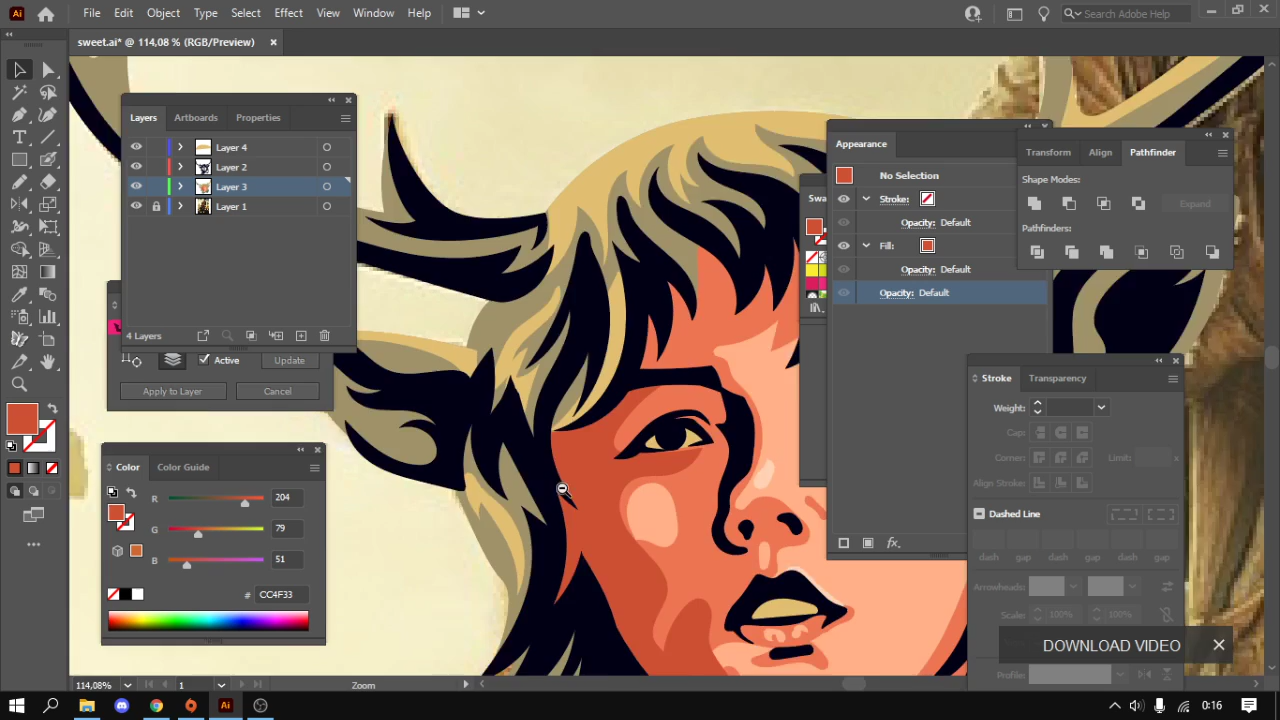 Ai File Edit Object Type Select Effect View Window Help Search Adobe Help
sweet.ai* @ 114,08 % (RGB/Preview) ×
Layers Artboards Properties
Layer 4
Layer 2
Layer 3
Layer 1
4 Layers
Active Update
Apply to Layer Cancel
Color Color Guide
R 204
G 79
B 51
# CC4F33
Appearance
No Selection
Stroke:
Opacity: Default
Fill:
Opacity: Default
Opacity: Default
fx.
Swa
Transform Align Pathfinder
Shape Modes:
Expand
Pathfinders:
Stroke Transparency
Weight:
Cap:
Corner: Limit: x
Align Stroke:
Dashed Line
dash gap dash gap dash gap
Arrowheads:
Scale: 100% 100%
DOWNLOAD VIDEO
Profile:
114,08% 1 Zoom
Ai 0:16